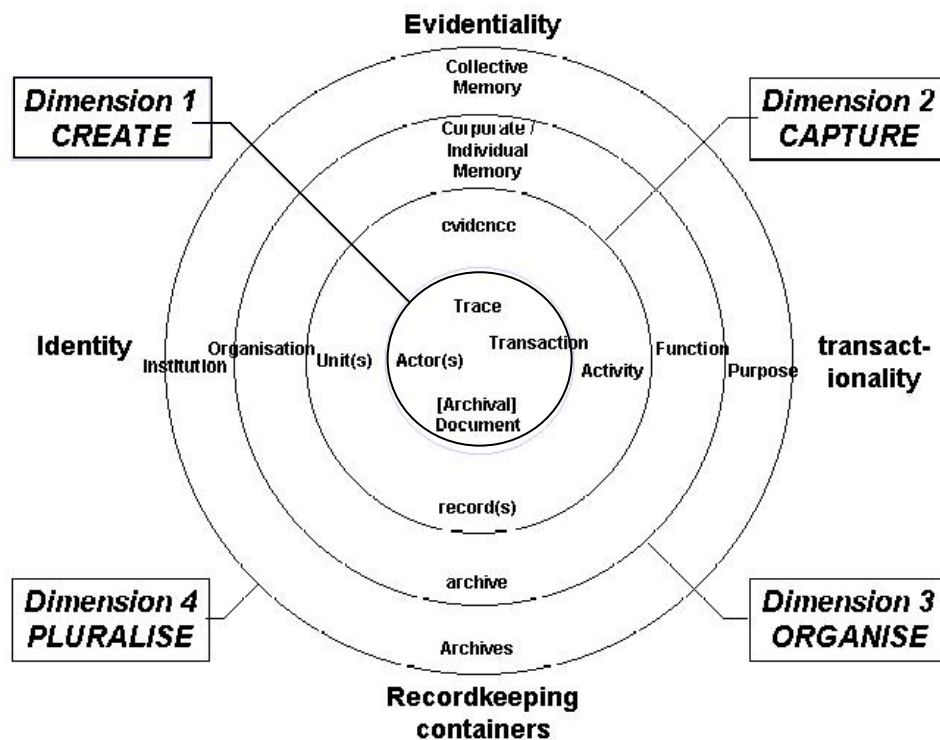 Evidentiality
Collective
Memory
Dimension 1
CREATE
Dimension 2
CAPTURE
Corporate /
Individual
Memory
evidence
Trace
Identity
Institution
Organisation
Unit(s)
Actor(s)
Transaction
Activity
Function
Purpose
transact-
ionality
[Archival]
Document
record(s)
archive
Dimension 4
PLURALISE
Dimension 3
ORGANISE
Archives
Recordkeeping
containers